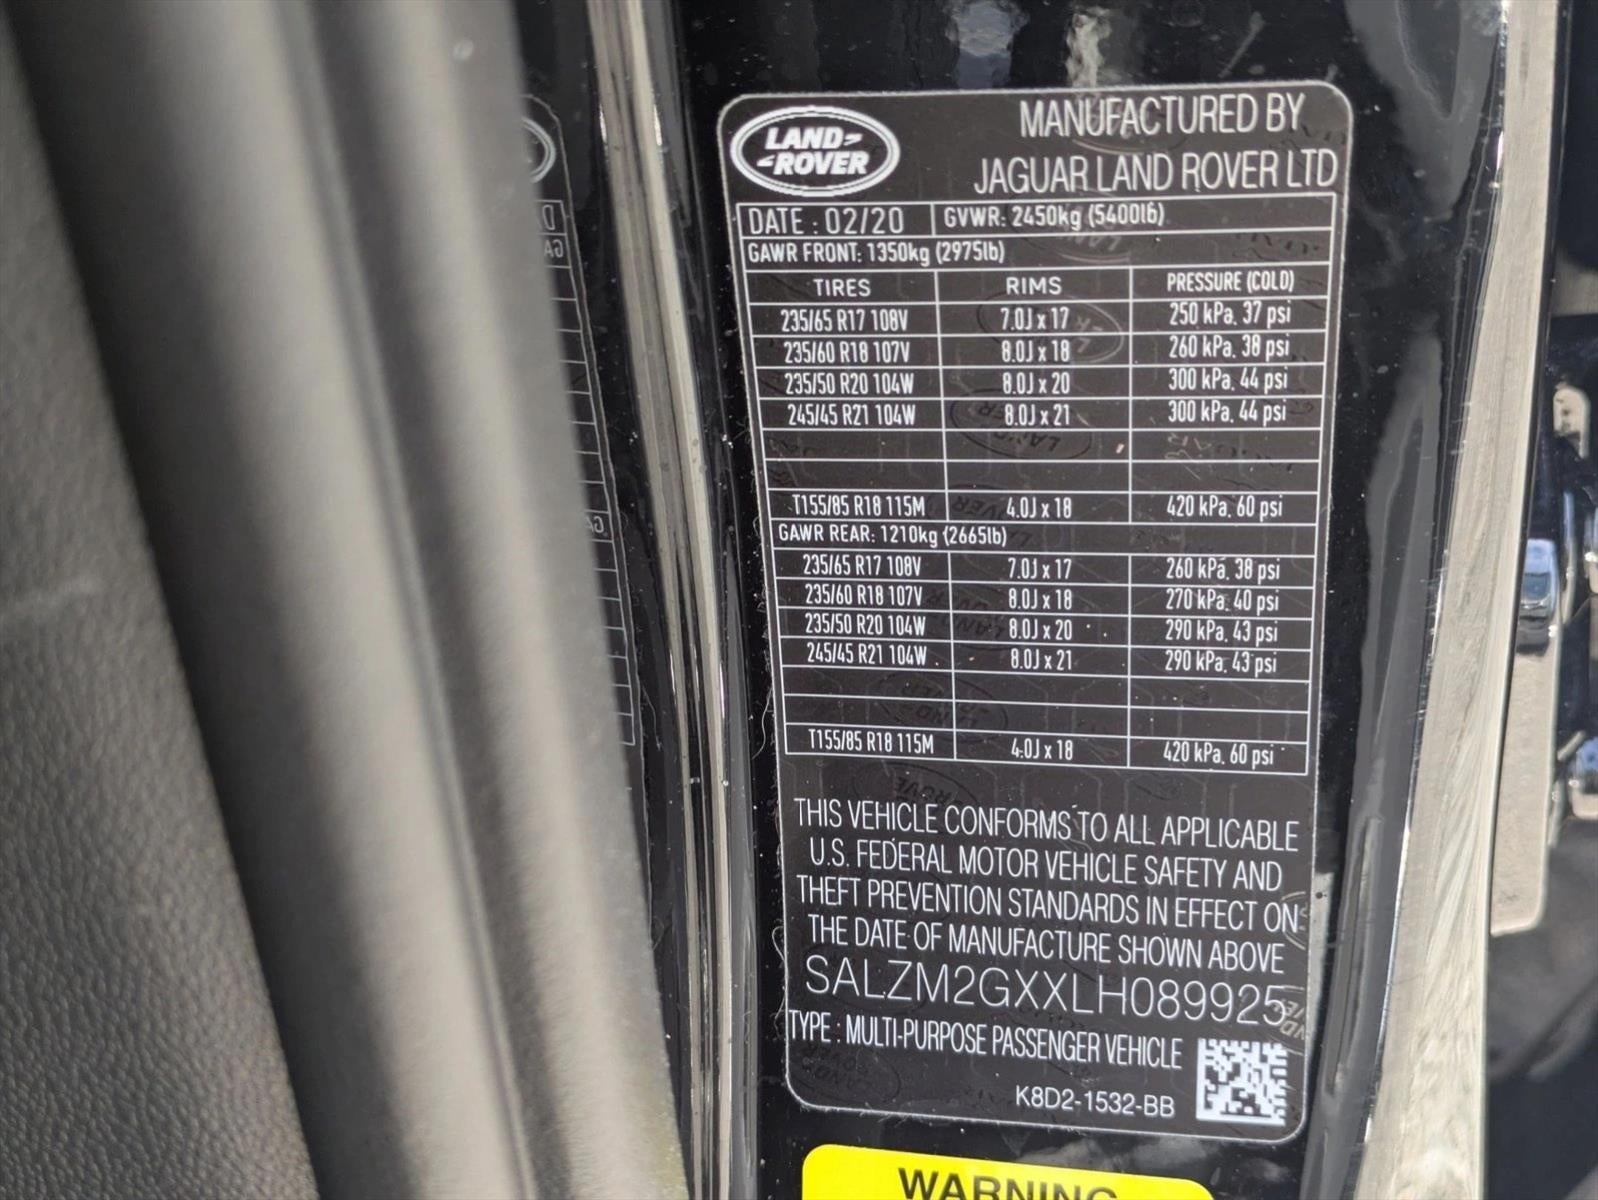 LAND
ROVER
MANUFACTURED BY
JAGUAR LAND ROVER LTD
DATE : 02/20 GVWR: 2450kg (5400lb)
GAWR FRONT: 1350kg (2975lb)
TIRES RIMS PRESSURE (COLD)
235/65 R17 108V 7.0J x 17 250 kPa, 37 psi
235/60 R18 107V 8.0J x 18 260 kPa, 38 psi
235/50 R20 104W 8.0J x 20 300 kPa, 44 psi
245/45 R21 104W 8.0J x 21 300 kPa, 44 psi
T155/85 R18 115M 4.0J x 18 420 kPa, 60 psi
GAWR REAR: 1210kg (2665lb)
235/65 R17 108V 7.0J x 17 260 kPa, 38 psi
235/60 R18 107V 8.0J x 18 270 kPa, 40 psi
235/50 R20 104W 8.0J x 20 290 kPa, 43 psi
245/45 R21 104W 8.0J x 21 290 kPa, 43 psi
T155/85 R18 115M 4.0J x 18 420 kPa, 60 psi
THIS VEHICLE CONFORMS TO ALL APPLICABLE
U.S. FEDERAL MOTOR VEHICLE SAFETY AND
THEFT PREVENTION STANDARDS IN EFFECT ON
THE DATE OF MANUFACTURE SHOWN ABOVE
SALZM2GXXLH089925
TYPE : MULTI-PURPOSE PASSENGER VEHICLE
K8D2-1532-BB
WARNING